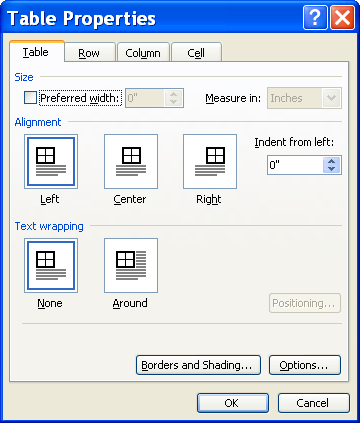 Table Properties
Table Row Column Cell
Size
Preferred width: 0" Measure in: Inches
Alignment
Indent from left:
0"
Left Center Right
Text wrapping
None Around
Positioning...
Borders and Shading... Options...
OK Cancel